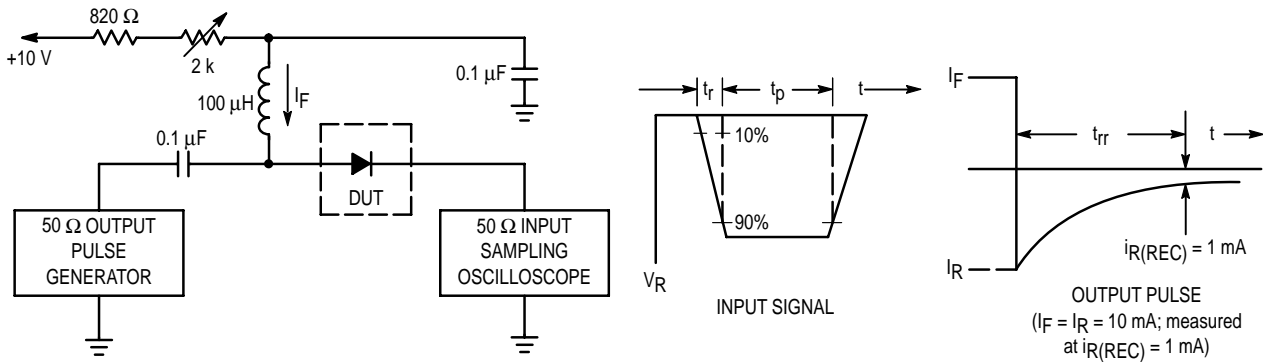 820 Ω
+10 V
2 k
0.1 µF
100 µH
I_F
0.1 µF
DUT
50 Ω OUTPUT
PULSE
GENERATOR
50 Ω INPUT
SAMPLING
OSCILLOSCOPE
t_r
t_p
t
10%
90%
V_R
INPUT SIGNAL
I_F
t_rr
t
I_R
i_R(REC) = 1 mA
OUTPUT PULSE
(I_F = I_R = 10 mA; measured
at i_R(REC) = 1 mA)